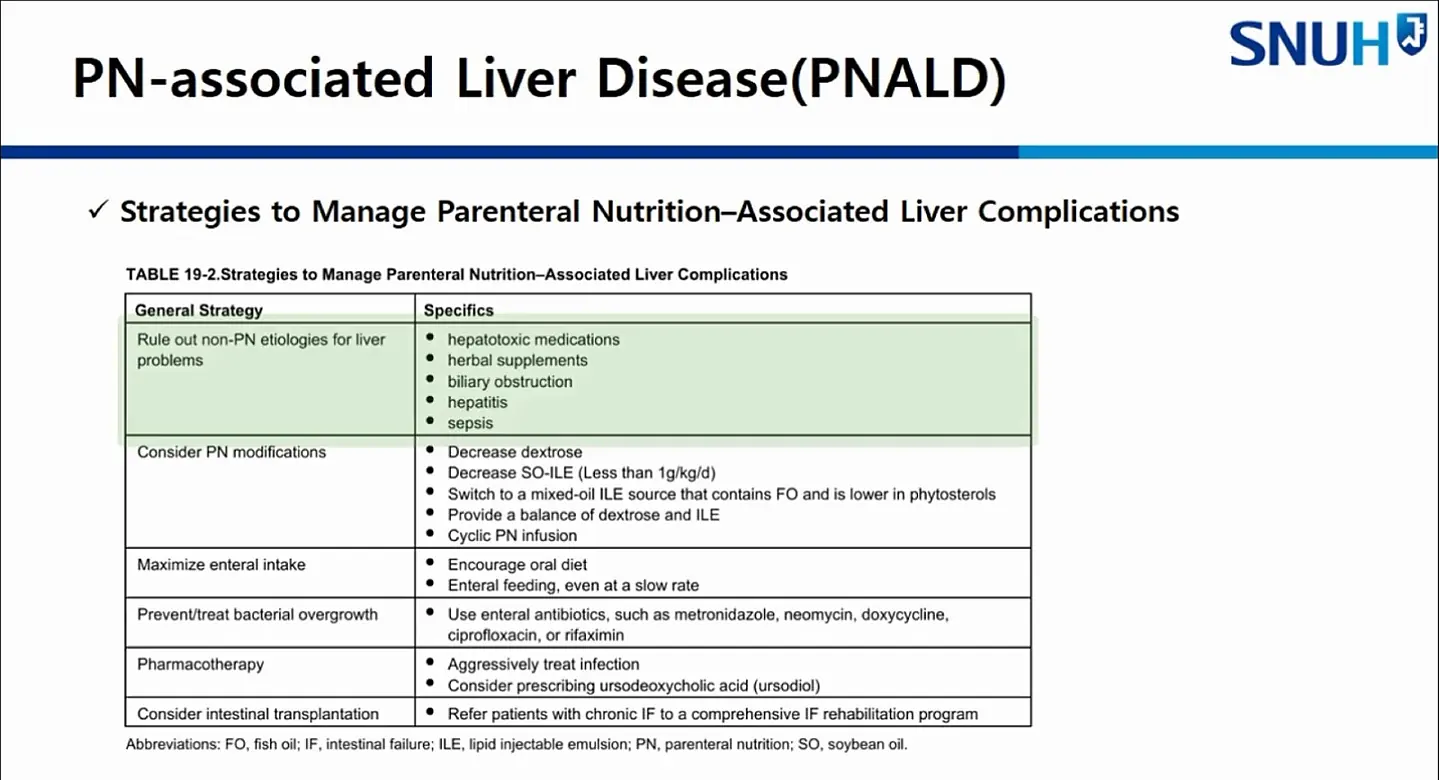 SNUH
PN-associated Liver Disease(PNALD)
✓ Strategies to Manage Parenteral Nutrition–Associated Liver Complications
TABLE 19-2.Strategies to Manage Parenteral Nutrition–Associated Liver Complications
General Strategy
Specifics
Rule out non-PN etiologies for liver
problems
• hepatotoxic medications
• herbal supplements
• biliary obstruction
• hepatitis
• sepsis
Consider PN modifications
• Decrease dextrose
• Decrease SO-ILE (Less than 1g/kg/d)
• Switch to a mixed-oil ILE source that contains FO and is lower in phytosterols
• Provide a balance of dextrose and ILE
• Cyclic PN infusion
Maximize enteral intake
• Encourage oral diet
• Enteral feeding, even at a slow rate
Prevent/treat bacterial overgrowth
• Use enteral antibiotics, such as metronidazole, neomycin, doxycycline,
ciprofloxacin, or rifaximin
Pharmacotherapy
• Aggressively treat infection
• Consider prescribing ursodeoxycholic acid (ursodiol)
Consider intestinal transplantation
• Refer patients with chronic IF to a comprehensive IF rehabilitation program
Abbreviations: FO, fish oil; IF, intestinal failure; ILE, lipid injectable emulsion; PN, parenteral nutrition; SO, soybean oil.